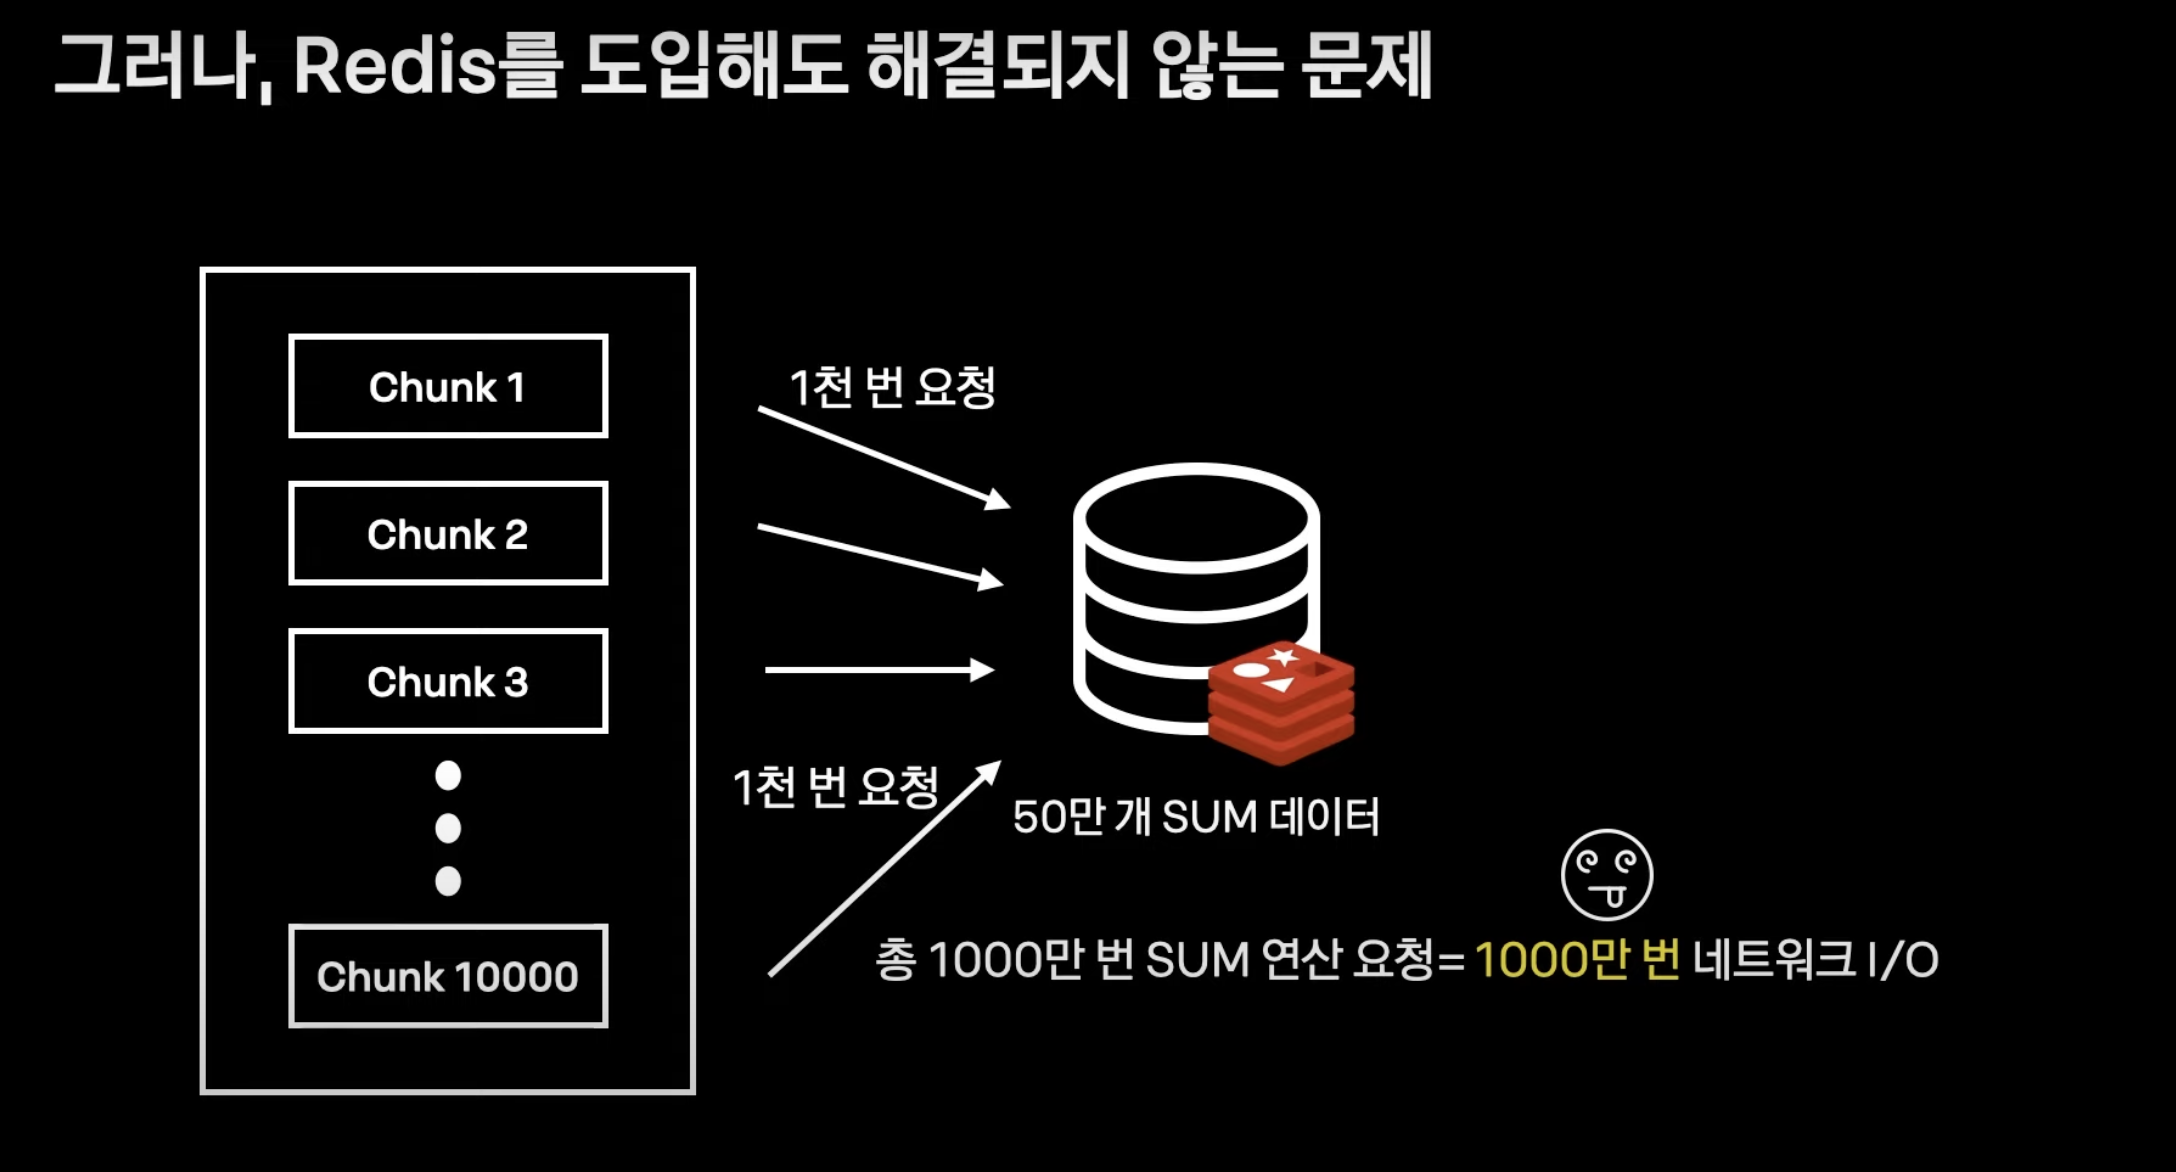 그러나, Redis를 도입해도 해결되지 않는 문제
Chunk 1
1천 번 요청
Chunk 2
Chunk 3
1천 번 요청
50만 개 SUM 데이터
Chunk 10000
총 1000만 번 SUM 연산 요청= 1000만 번 네트워크 I/O